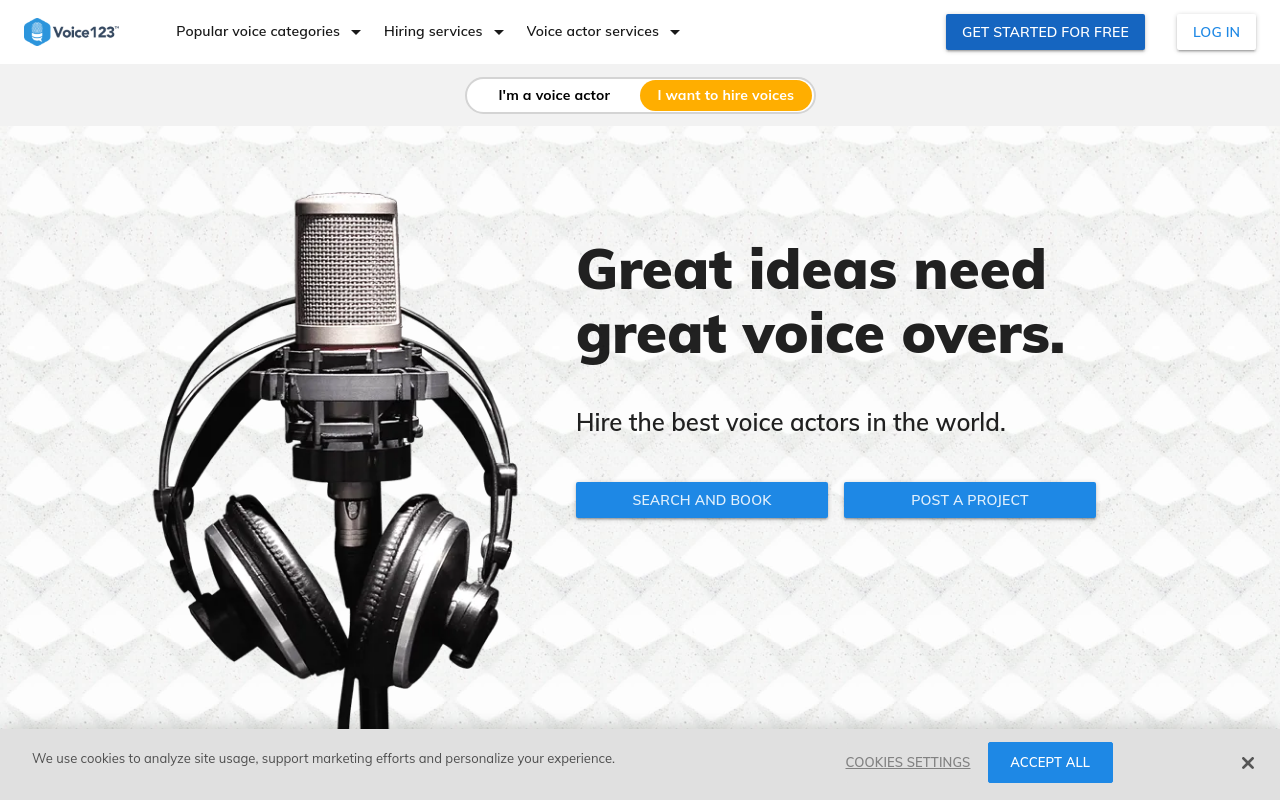 Voice123
Popular voice categories
Hiring services
Voice actor services
GET STARTED FOR FREE
LOG IN
I'm a voice actor
I want to hire voices
Great ideas need
great voice overs.
Hire the best voice actors in the world.
SEARCH AND BOOK
POST A PROJECT
We use cookies to analyze site usage, support marketing efforts and personalize your experience.
COOKIES SETTINGS
ACCEPT ALL